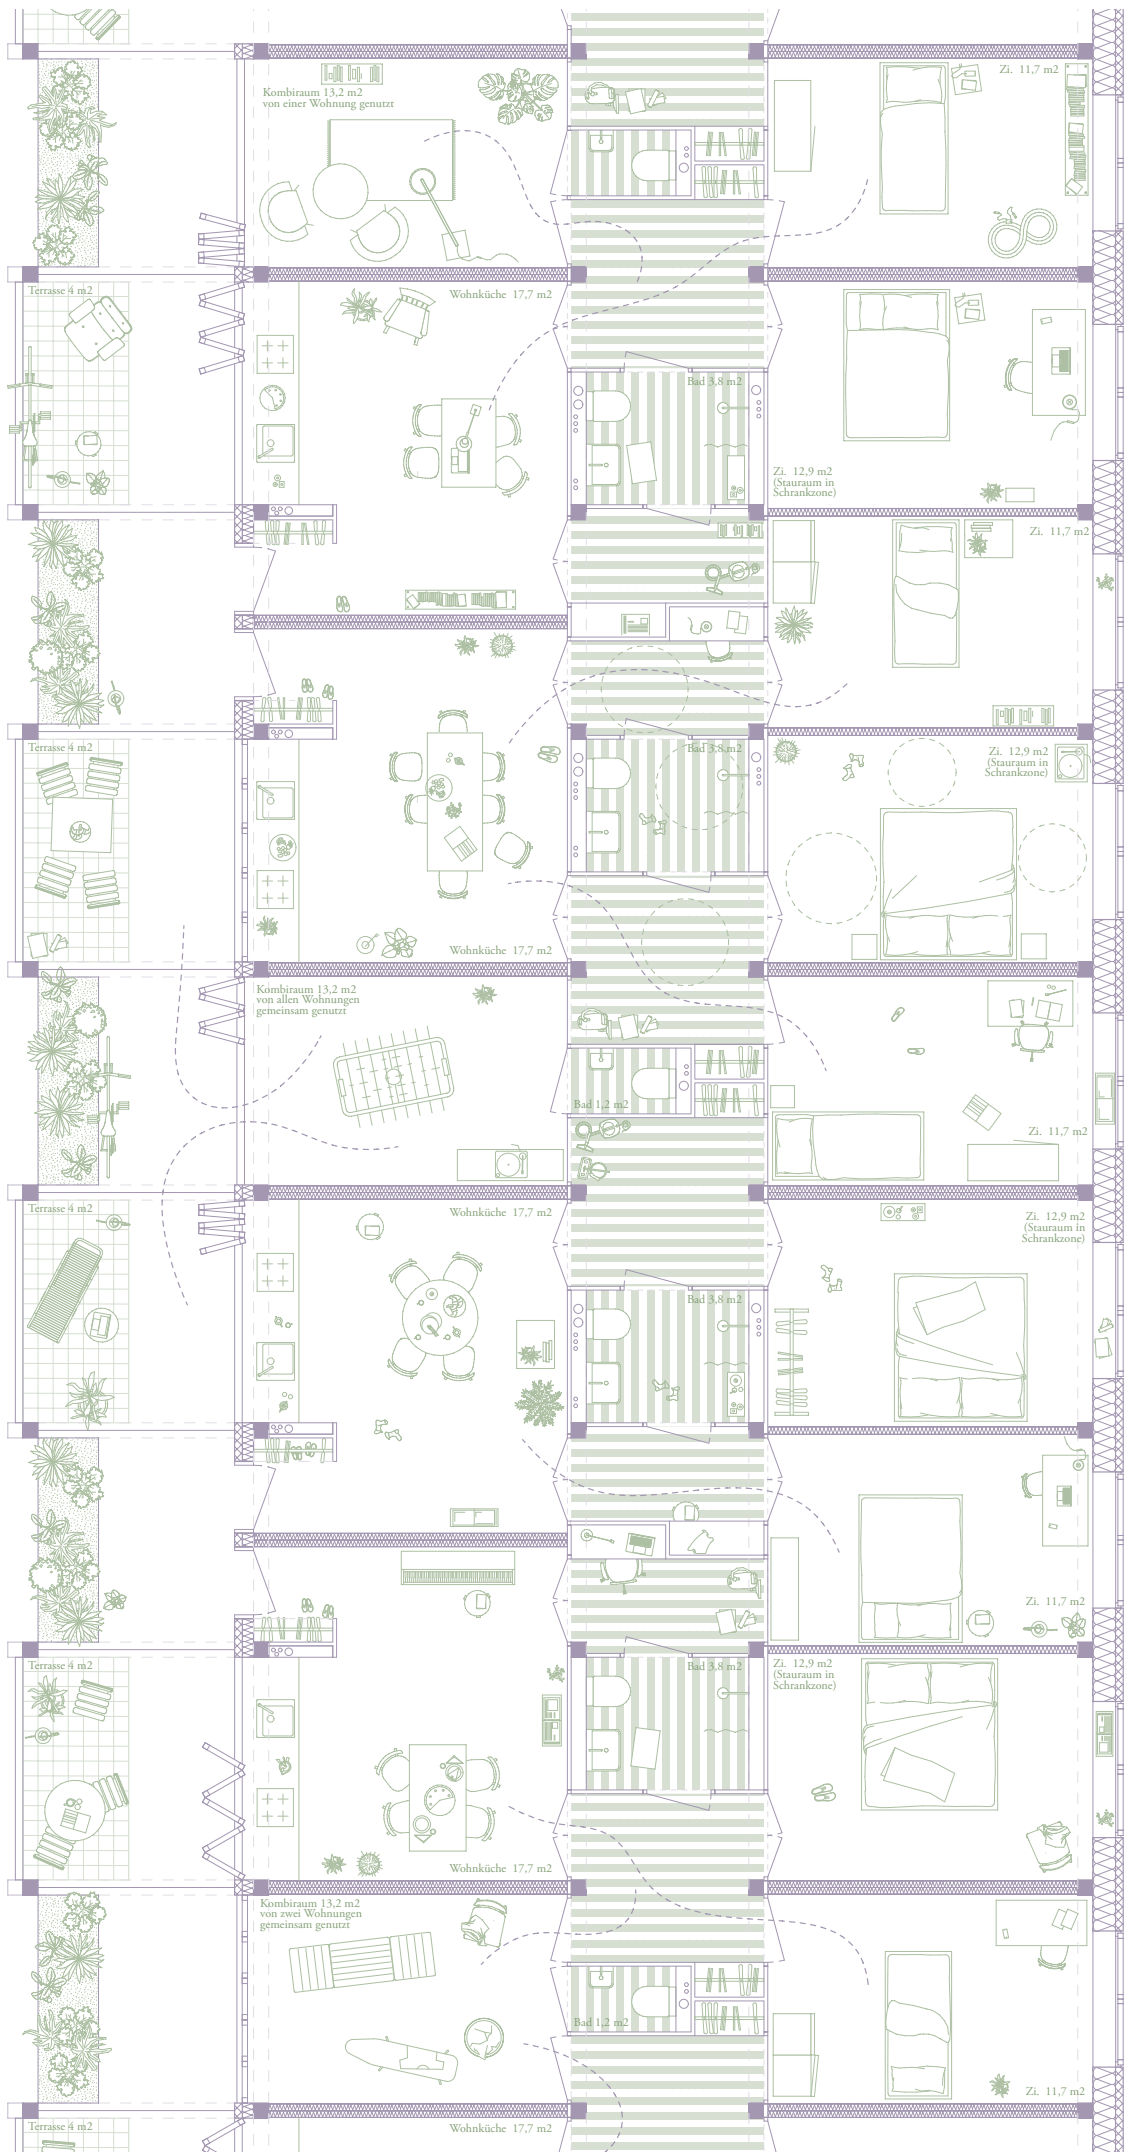 Kombiraum 13,2 m2
von einer Wohnung genutzt
Zi. 11,7 m2
Terrasse 4 m2
Wohnküche 17,7 m2
Bad 3,8 m2
Zi. 12,9 m2
(Stauraum in
Schrankzone)
Zi. 11,7 m2
Terrasse 4 m2
Bad 3,8 m2
Zi. 12,9 m2
(Stauraum in
Schrankzone)
Wohnküche 17,7 m2
Kombiraum 13,2 m2
von allen Wohnungen
gemeinsam genutzt
Bad 1,2 m2
Zi. 11,7 m2
Terrasse 4 m2
Wohnküche 17,7 m2
Zi. 12,9 m2
(Stauraum in
Schrankzone)
Bad 3,8 m2
Zi. 11,7 m2
Terrasse 4 m2
Bad 3,8 m2
Zi. 12,9 m2
(Stauraum in
Schrankzone)
Wohnküche 17,7 m2
Kombiraum 13,2 m2
von zwei Wohnungen
gemeinsam genutzt
Bad 1,2 m2
Zi. 11,7 m2
Terrasse 4 m2
Wohnküche 17,7 m2